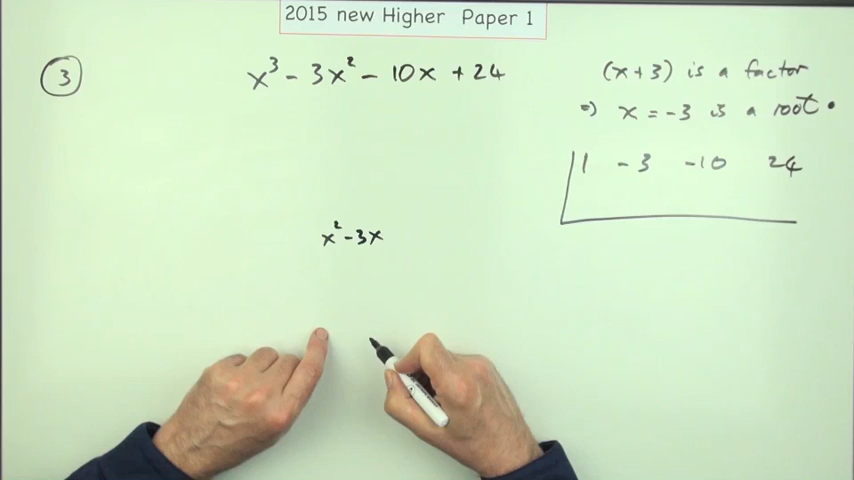 2015 new Higher Paper 1
3
x³ - 3x² - 10x + 24
(x+3) is a factor
=) x = -3 is a root.
1 -3 -10 24
x² - 3x